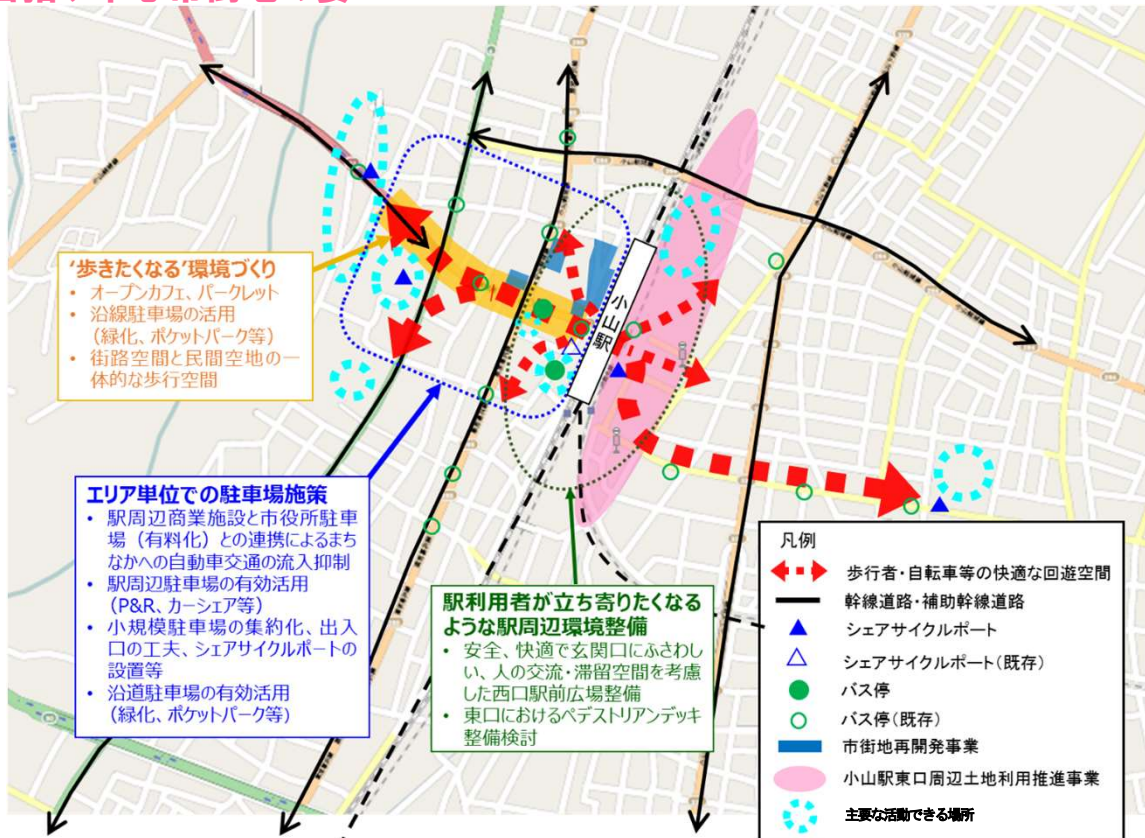 '歩きたくなる'環境づくり
• オープンカフェ、パークレット
• 沿線駐車場の活用
(緑化、ポケットパーク等)
• 街路空間と民間空地の一
体的な歩行空間
小山駅
エリア単位での駐車場施策
• 駅周辺商業施設と市役所駐車
場（有料化）との連携によるまち
なかへの自動車交通の流入抑制
• 駅周辺駐車場の有効活用
（P&R、カーシェア等）
• 小規模駐車場の集約化、出入
口の工夫、シェアサイクルポートの
設置等
• 沿道駐車場の有効活用
（緑化、ポケットパーク等）
駅利用者が立ち寄りたくなる
ような駅周辺環境整備
• 安全、快適で玄関口にふさわし
い、人の交流・滞留空間を考慮
した西口駅前広場整備
• 東口におけるペデストリアンデッキ
整備検討
凡例
歩行者・自転車等の快適な回遊空間
幹線道路・補助幹線道路
シェアサイクルポート
シェアサイクルポート(既存)
バス停
バス停(既存)
市街地再開発事業
小山駅東口周辺土地利用推進事業
主要な活動できる場所